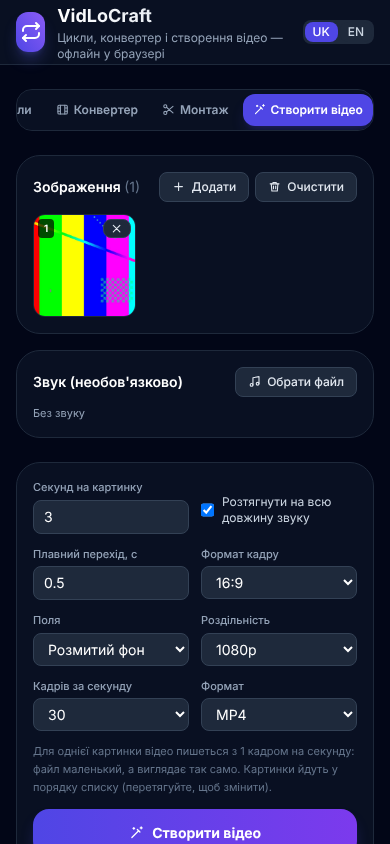 VidLoCraft
Цикли, конвертер і створення відео —
офлайн у браузері
UK
EN
ли
Конвертер
Монтаж
Створити відео
Зображення (1)
Додати
Очистити
1
Звук (необов'язково)
Обрати файл
Без звуку
Секунд на картинку
3
Розтягнути на всю
довжину звуку
Плавний перехід, с
Формат кадру
0.5
16:9
Поля
Роздільність
Розмитий фон
1080p
Кадрів за секунду
Формат
30
MP4
Для однієї картинки відео пишеться з 1 кадром на секунду:
файл маленький, а виглядає так само. Картинки йдуть у
порядку списку (перетягуйте, щоб змінити).
Створити відео